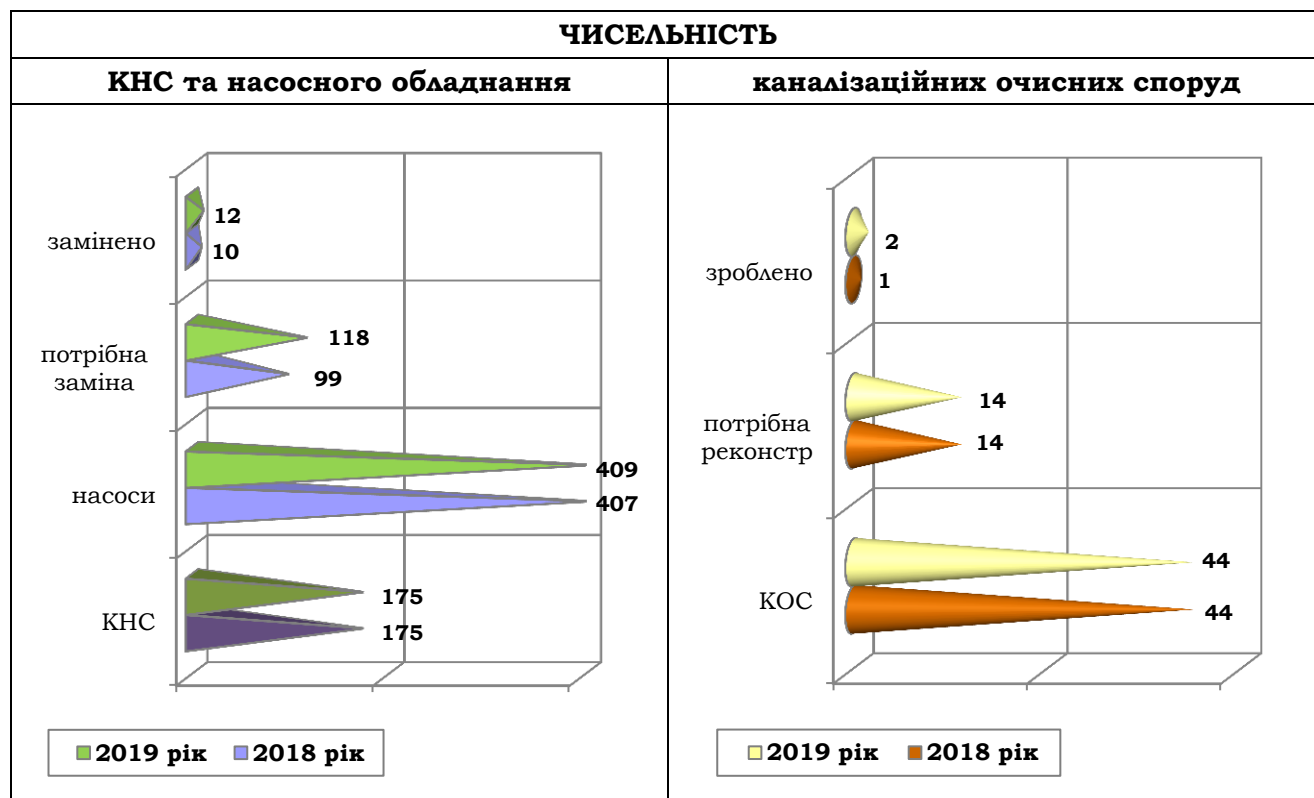 ЧИСЕЛЬНІСТЬ
КНС та насосного обладнання
каналізаційних очисних споруд
замінено
12
10
потрібна
заміна
118
99
насоси
409
407
КНС
175
175
2019 рік
2018 рік
зроблено
2
1
потрібна
реконстр
14
14
КОС
44
44
2019 рік
2018 рік